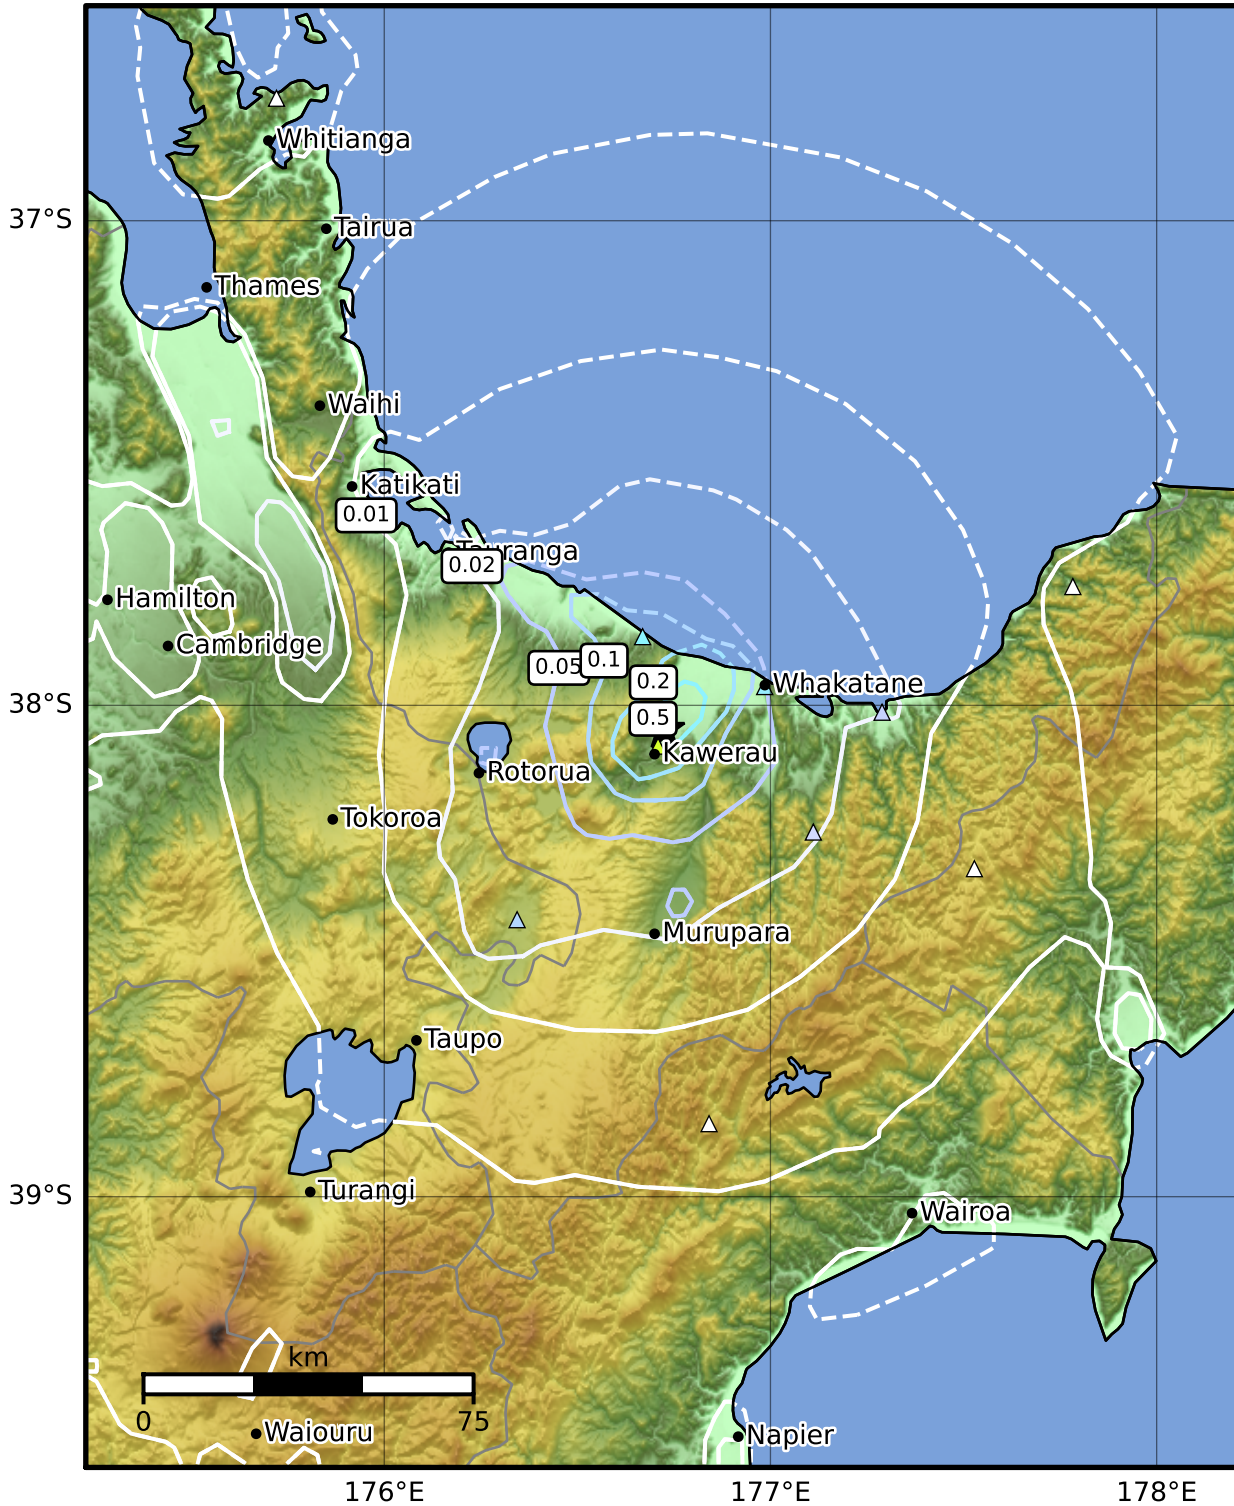 Whitianga
37°S
Tairua
Thames
Waihi
Katikati
0.01
Tauranga
0.02
Hamilton
Cambridge
0.05
0.1
0.2
Whakatane
38°S
0.5
Kawerau
Rotorua
Tokoroa
Murupara
Taupo
39°S
Turangi
Wairoa
km
0
75
Waiouru
Napier
176°E
177°E
178°E